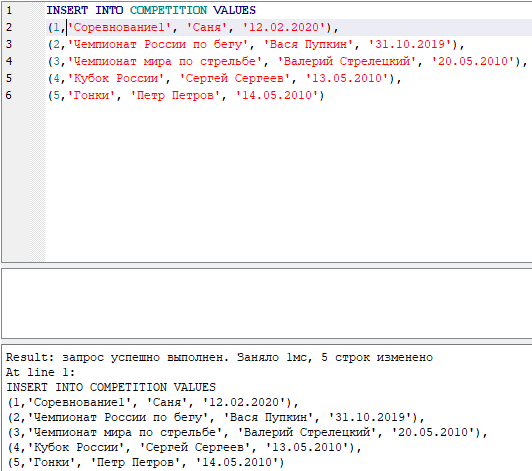 1 INSERT INTO COMPETITION VALUES
2 (1,'Соревнование1', 'Саня', '12.02.2020'),
3 (2,'Чемпионат России по бегу', 'Вася Пупкин', '31.10.2019'),
4 (3,'Чемпионат мира по стрельбе', 'Валерий Стрелецкий', '20.05.2010'),
5 (4,'Кубок России', 'Сергей Сергеев', '13.05.2010'),
6 (5,'Гонки', 'Петр Петров', '14.05.2010')
Result: запрос успешно выполнен. Заняло 1мс, 5 строк изменено
At line 1:
INSERT INTO COMPETITION VALUES
(1,'Соревнование1', 'Саня', '12.02.2020'),
(2,'Чемпионат России по бегу', 'Вася Пупкин', '31.10.2019'),
(3,'Чемпионат мира по стрельбе', 'Валерий Стрелецкий', '20.05.2010'),
(4,'Кубок России', 'Сергей Сергеев', '13.05.2010'),
(5,'Гонки', 'Петр Петров', '14.05.2010')